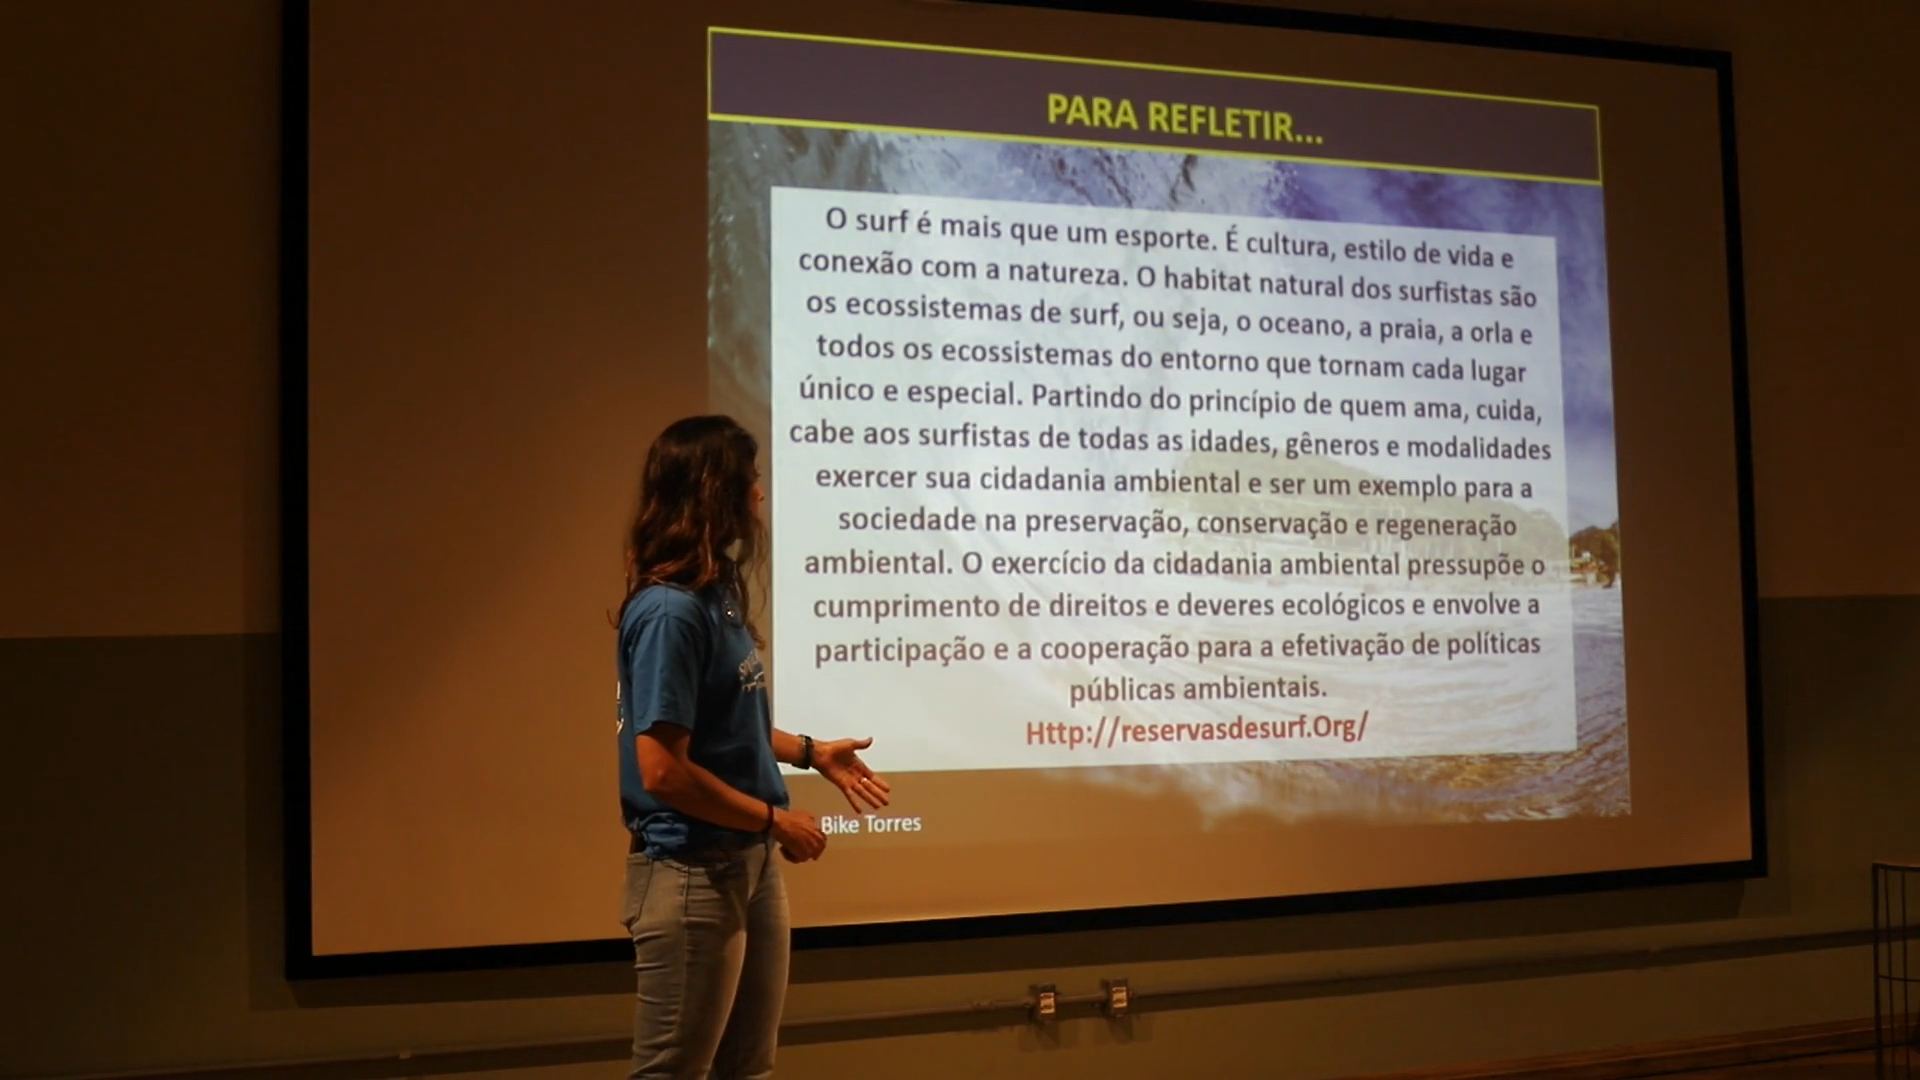 PARA REFLETIR...
O surf é mais que um esporte. É cultura, estilo de vida e
conexão com a natureza. O habitat natural dos surfistas são
os ecossistemas de surf, ou seja, o oceano, a praia, a orla e
todos os ecossistemas do entorno que tornam cada lugar
único e especial. Partindo do princípio de quem ama, cuida,
cabe aos surfistas de todas as idades, gêneros e modalidades
exercer sua cidadania ambiental e ser um exemplo para a
sociedade na preservação, conservação e regeneração
ambiental. O exercício da cidadania ambiental pressupõe o
cumprimento de direitos e deveres ecológicos e envolve a
participação e a cooperação para a efetivação de políticas
públicas ambientais.
Http://reservasdesurf.Org/
Bike Torres